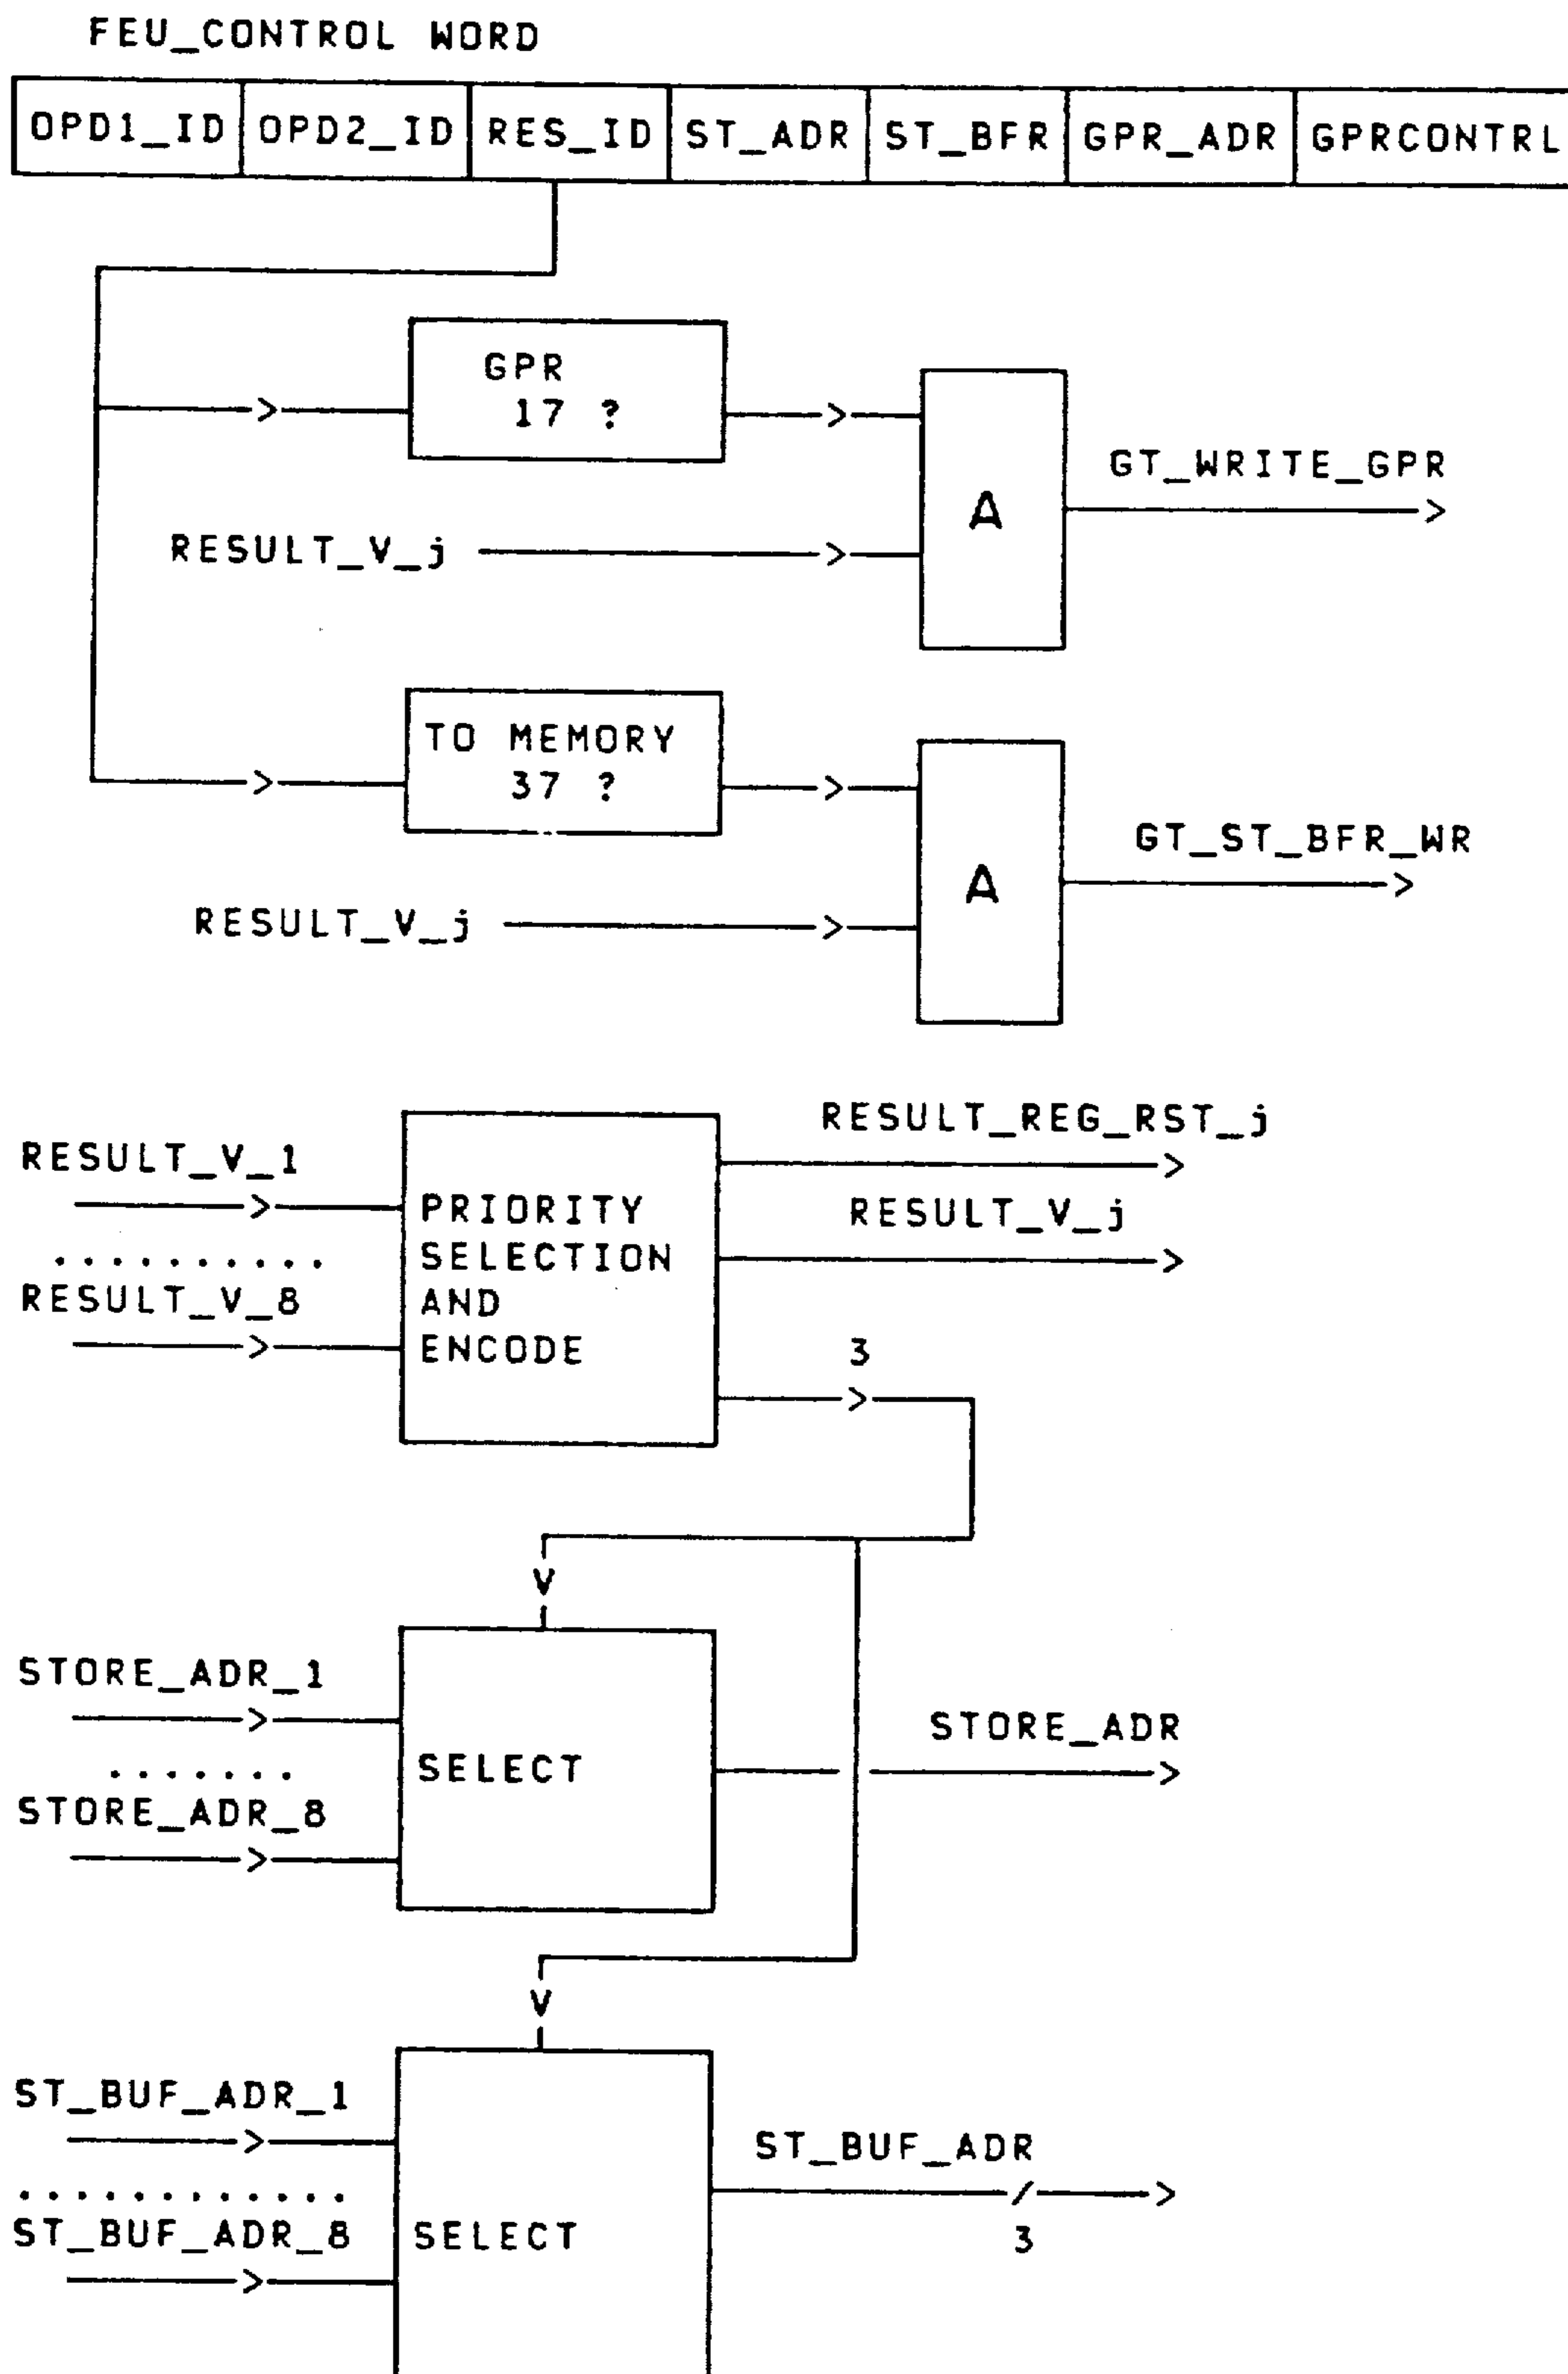 FEU_CONTROL WORD
OPD1_ID OPD2_ID RES_ID ST_ADR ST_BFR GPR_ADR GPRCONTRL
GPR
17 ?
A
GT_WRITE_GPR
RESULT_V_j
TO MEMORY
37 ?
A
GT_ST_BFR_WR
RESULT_V_j
RESULT_REG_RST_j
RESULT_V_1
PRIORITY
RESULT_V_j
..........
SELECTION
RESULT_V_8
AND
ENCODE
3
V
STORE_ADR_1
STORE_ADR
.......
SELECT
STORE_ADR_8
V
ST_BUF_ADR_1
ST_BUF_ADR
............
ST_BUF_ADR_8
SELECT
3